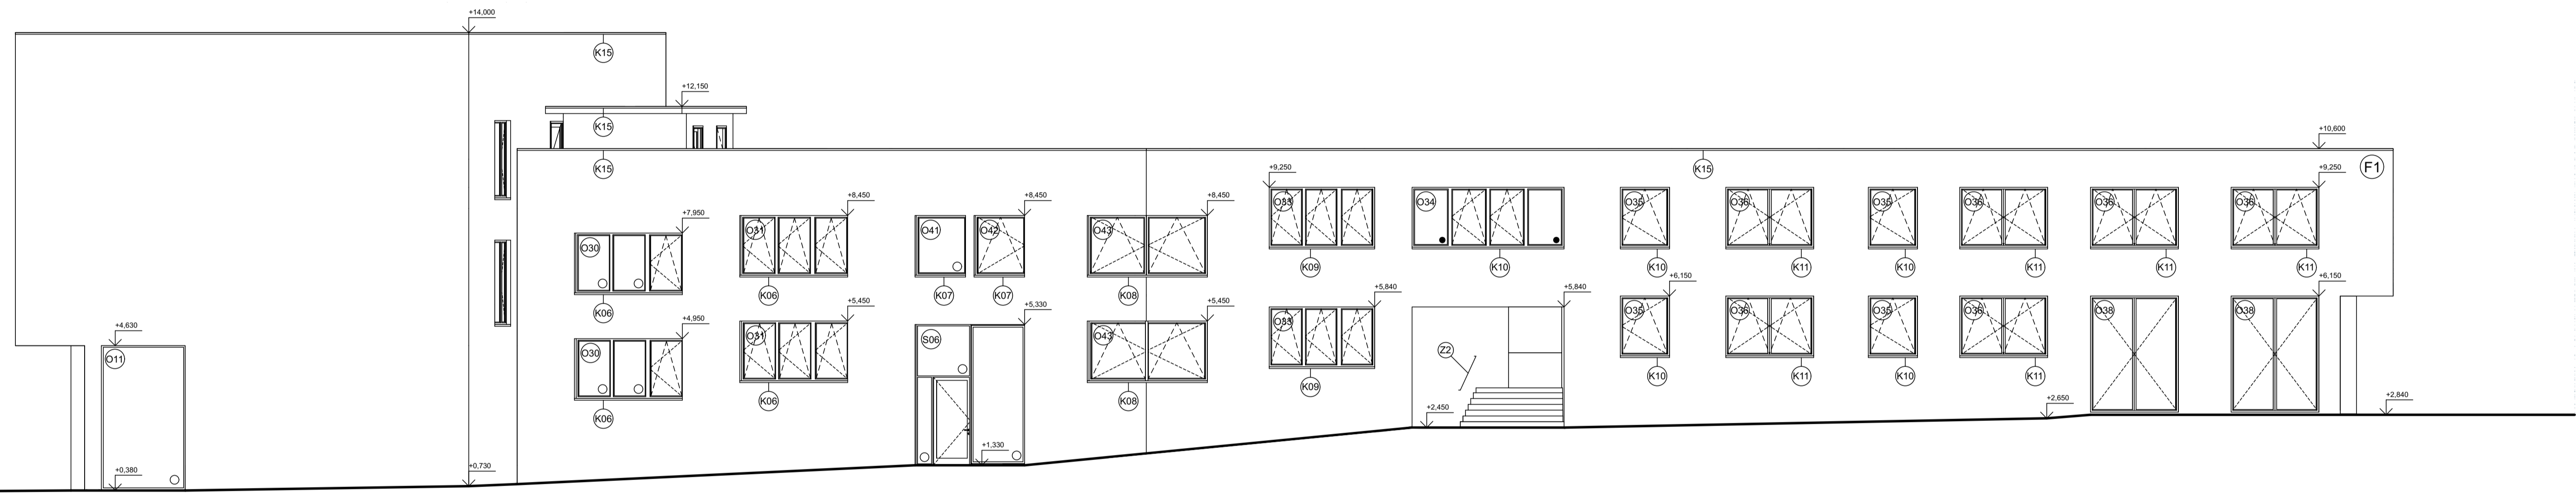 +14,000
K15
+12,150
K15
+10,600
K15
K15
F1
+9,250
+9,250
+8,450
+8,450
+8,450
+7,950
O30
O31
O41
O42
O43
O33
O34
O35
O36
O35
O36
O36
O36
K06
K06
K07
K07
K08
K09
K10
K10
K11
K10
K11
K11
K11
+6,150
+6,150
+5,840
+5,840
+5,450
+5,450
+5,330
+4,950
+4,630
O11
O30
O31
S06
O43
O33
Z2
O35
O36
O35
O36
O38
O38
K06
K06
K08
K09
K10
K11
K10
K11
+2,840
+2,650
+2,450
+1,330
+0,730
+0,380